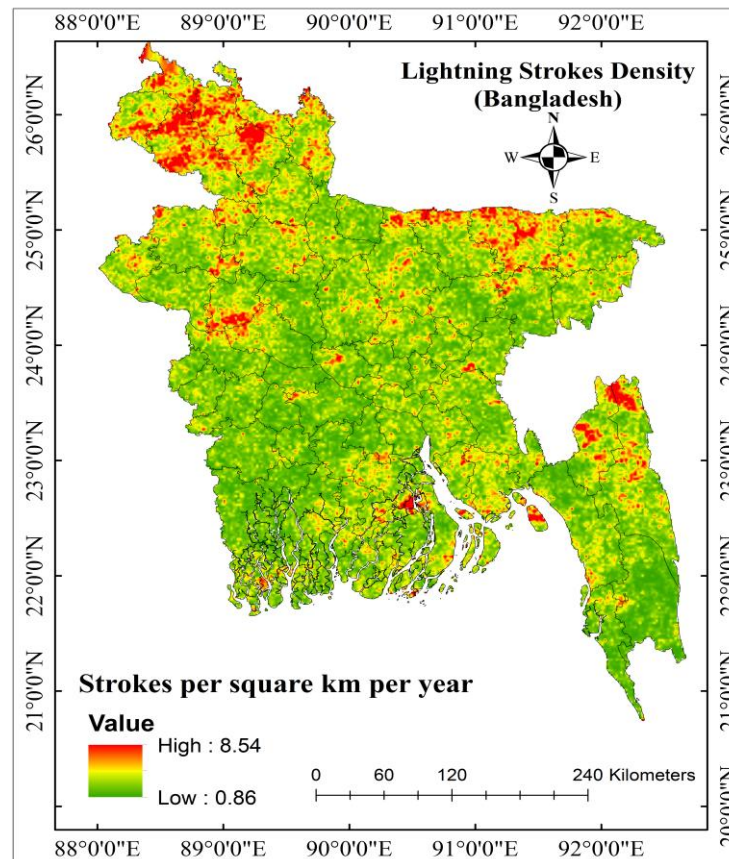 88°0'0"E 89°0'0"E 90°0'0"E 91°0'0"E 92°0'0"E
Lightning Strokes Density
(Bangladesh)
N
W E
S
26°0'0"N 26°0'0"N
25°0'0"N 25°0'0"N
24°0'0"N 24°0'0"N
23°0'0"N 23°0'0"N
22°0'0"N 22°0'0"N
21°0'0"N 21°0'0"N
20°0'0"N
Strokes per square km per year
Value
High : 8.54
Low : 0.86
0 60 120 240 Kilometers
88°0'0"E 89°0'0"E 90°0'0"E 91°0'0"E 92°0'0"E